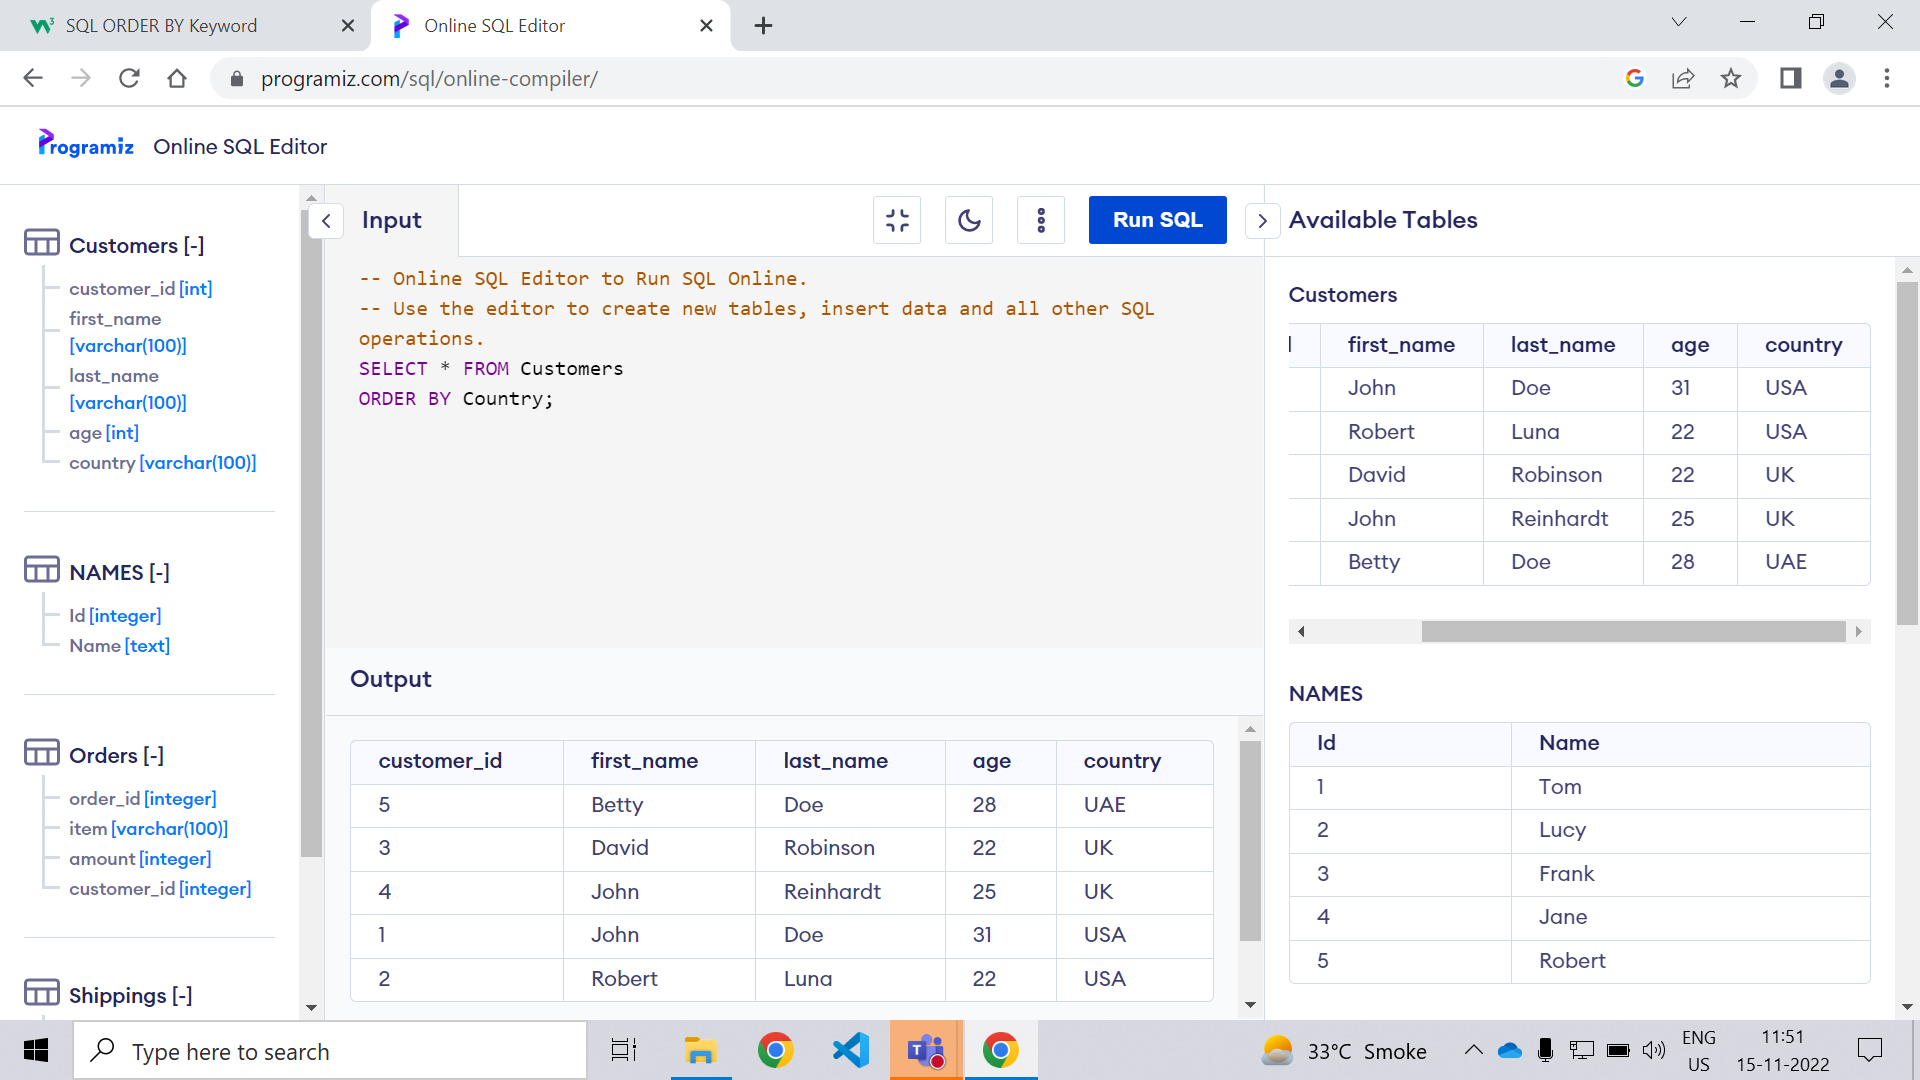 SQL ORDER BY Keyword
Online SQL Editor
programiz.com/sql/online-compiler/
Programiz Online SQL Editor
Customers [-]
customer_id [int]
first_name
[varchar(100)]
last_name
[varchar(100)]
age [int]
country [varchar(100)]
NAMES [-]
Id [integer]
Name [text]
Orders [-]
order_id [integer]
item [varchar(100)]
amount [integer]
customer_id [integer]
Shippings [-]
Input
Run SQL
-- Online SQL Editor to Run SQL Online.
-- Use the editor to create new tables, insert data and all other SQL
operations.
SELECT * FROM Customers
ORDER BY Country;
Output
customer_id first_name last_name age country
5 Betty Doe 28 UAE
3 David Robinson 22 UK
4 John Reinhardt 25 UK
1 John Doe 31 USA
2 Robert Luna 22 USA
Available Tables
Customers
first_name last_name age country
John Doe 31 USA
Robert Luna 22 USA
David Robinson 22 UK
John Reinhardt 25 UK
Betty Doe 28 UAE
NAMES
Id Name
1 Tom
2 Lucy
3 Frank
4 Jane
5 Robert
Type here to search
33°C Smoke
ENG
US
11:51
15-11-2022